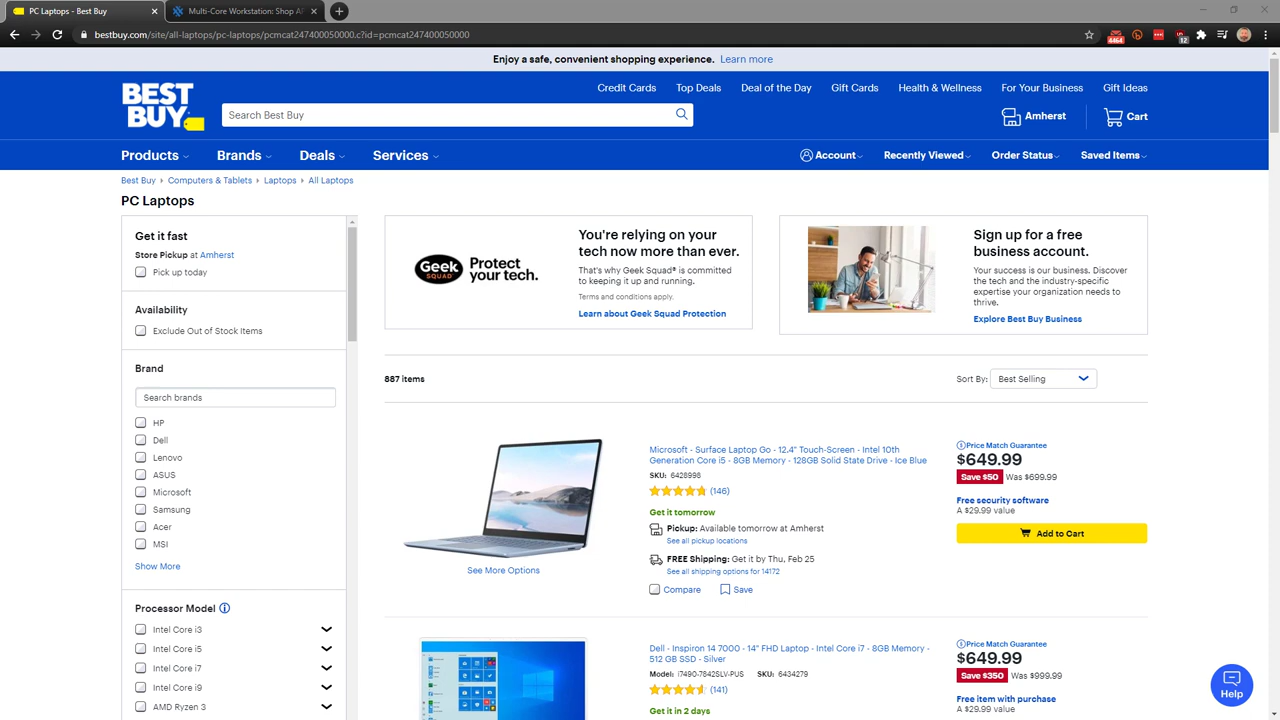 PC Laptops - Best Buy
Multi-Core Workstation: Shop A
bestbuy.com/site/all-laptops/pc-laptops/pcmcat247400050000.c?id=pcmcat247400050000
4464
12
Enjoy a safe, convenient shopping experience. Learn more
Credit Cards Top Deals Deal of the Day Gift Cards Health & Wellness For Your Business Gift Ideas
BEST BUY
Search Best Buy
Amherst
Cart
Products Brands Deals Services
Account Recently Viewed Order Status Saved Items
Best Buy Computers & Tablets Laptops All Laptops
PC Laptops
Get it fast
Store Pickup at Amherst
Pick up today
Availability
Exclude Out of Stock Items
Brand
Search brands
HP
Dell
Lenovo
ASUS
Microsoft
Samsung
Acer
MSI
Show More
Processor Model
Intel Core i3
Intel Core i5
Intel Core i7
Intel Core i9
AMD Ryzen 3
Geek SQUAD
Protect
your tech.
You're relying on your
tech now more than ever.
That's why Geek Squad® is committed
to keeping it up and running.
Terms and conditions apply.
Learn about Geek Squad Protection
Sign up for a free
business account.
Your success is our business. Discover
the tech and the industry-specific
expertise your organization needs to
thrive.
Explore Best Buy Business
887 items
Sort By: Best Selling
See More Options
Microsoft - Surface Laptop Go - 12.4" Touch-Screen - Intel 10th
Generation Core i5 - 8GB Memory - 128GB Solid State Drive - Ice Blue
SKU: 6428998
(146)
Get it tomorrow
Pickup: Available tomorrow at Amherst
See all pickup locations
FREE Shipping: Get it by Thu, Feb 25
See all shipping options for 14172
Compare Save
Price Match Guarantee
$649.99
Save $50 Was $699.99
Free security software
A $29.99 value
Add to Cart
Dell - Inspiron 14 7000 - 14" FHD Laptop - Intel Core i7 - 8GB Memory -
512 GB SSD - Silver
Model: i7490-7842SLV-PUS SKU: 6434279
(141)
Get it in 2 days
Price Match Guarantee
$649.99
Save $350 Was $999.99
Free item with purchase
A $29.99 value
Help